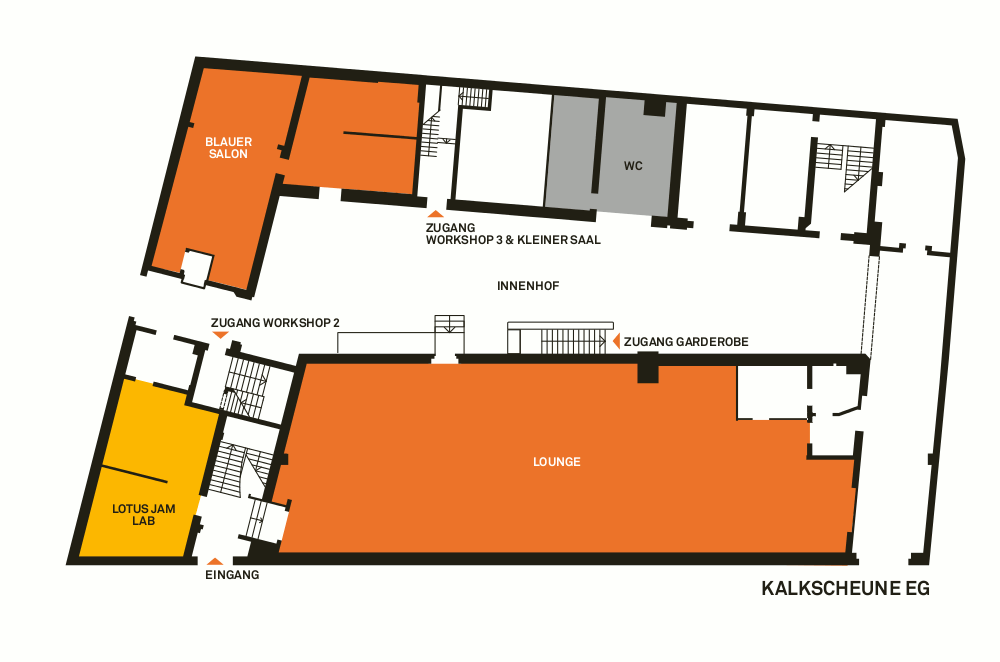 BLAUER
SALON
WC
ZUGANG
WORKSHOP 3 & KLEINER SAAL
INNENHOF
ZUGANG WORKSHOP 2
ZUGANG GARDEROBE
LOUNGE
LOTUS JAM
LAB
EINGANG
KALKSCHEUNE EG